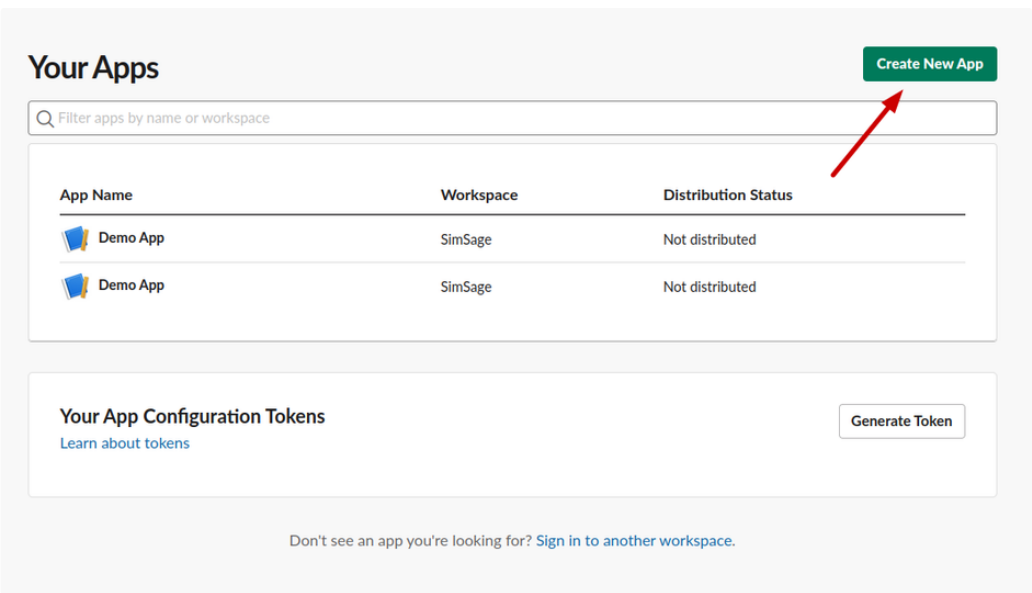 Your Apps
Create New App
Filter apps by name or workspace
App Name Workspace Distribution Status
Demo App SimSage Not distributed
Demo App SimSage Not distributed
Your App Configuration Tokens
Learn about tokens
Generate Token
Don't see an app you're looking for? Sign in to another workspace.